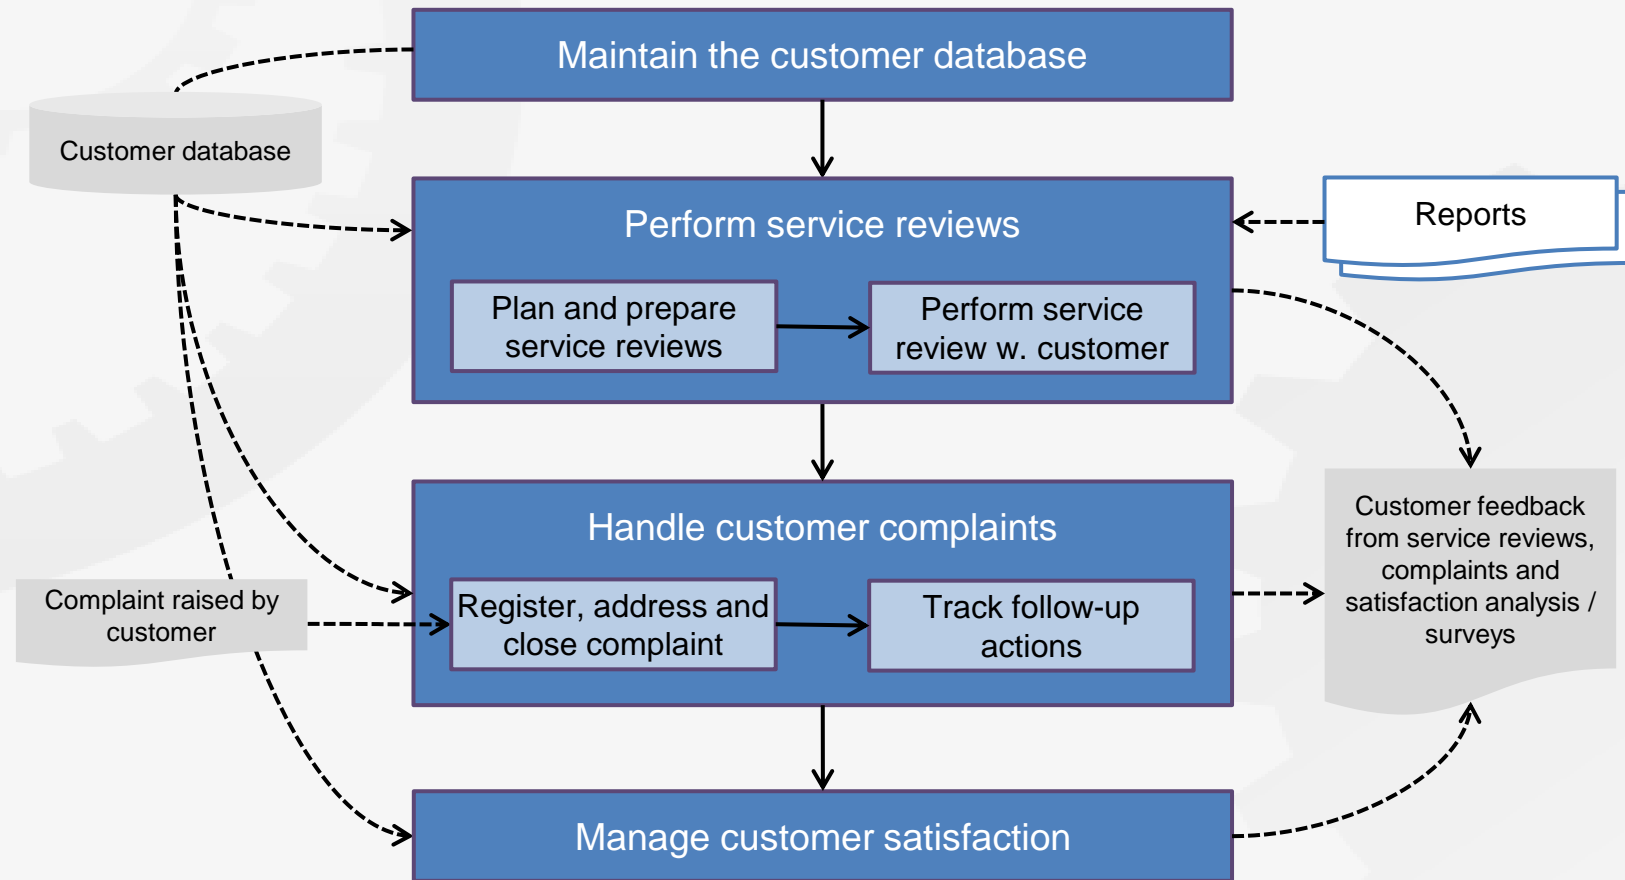 Maintain the customer database
Customer database
Perform service reviews
Reports
Plan and prepare
service reviews
Perform service
review w. customer
Handle customer complaints
Customer feedback
from service reviews,
complaints and
satisfaction analysis /
surveys
Complaint raised by
customer
Register, address and
close complaint
Track follow-up
actions
Manage customer satisfaction